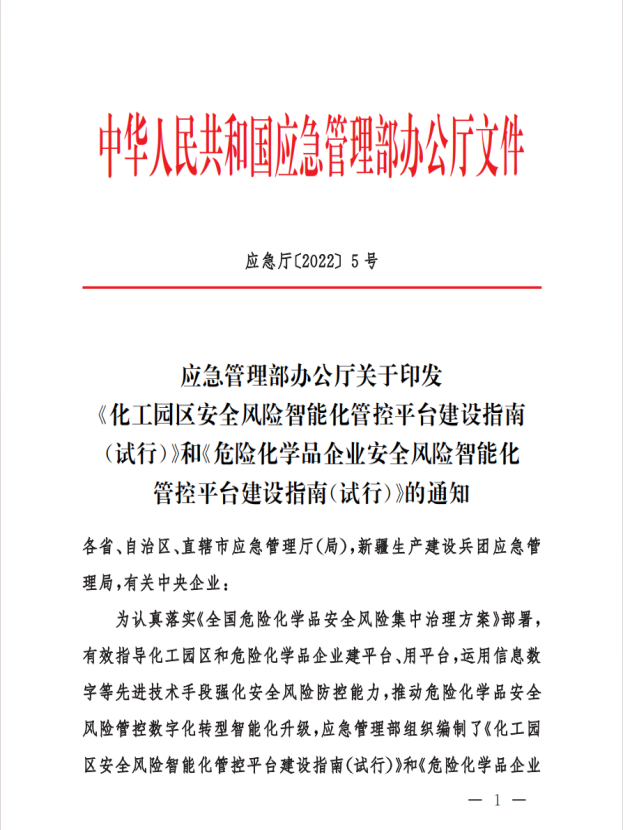 中华人民共和国应急管理部办公厅文件
应急厅〔2022〕5号
应急管理部办公厅关于印发
《化工园区安全风险智能化管控平台建设指南
(试行)》和《危险化学品企业安全风险智能化
管控平台建设指南(试行)》的通知
各省、自治区、直辖市应急管理厅(局),新疆生产建设兵团应急管
理局,有关中央企业:
为认真落实《全国危险化学品安全风险集中治理方案》部署,
有效指导化工园区和危险化学品企业建平台、用平台,运用信息数
字等先进技术手段强化安全风险防控能力,推动危险化学品安全
风险管控数字化转型智能化升级,应急管理部组织编制了《化工园
区安全风险智能化管控平台建设指南(试行)》和《危险化学品企业
— 1 —